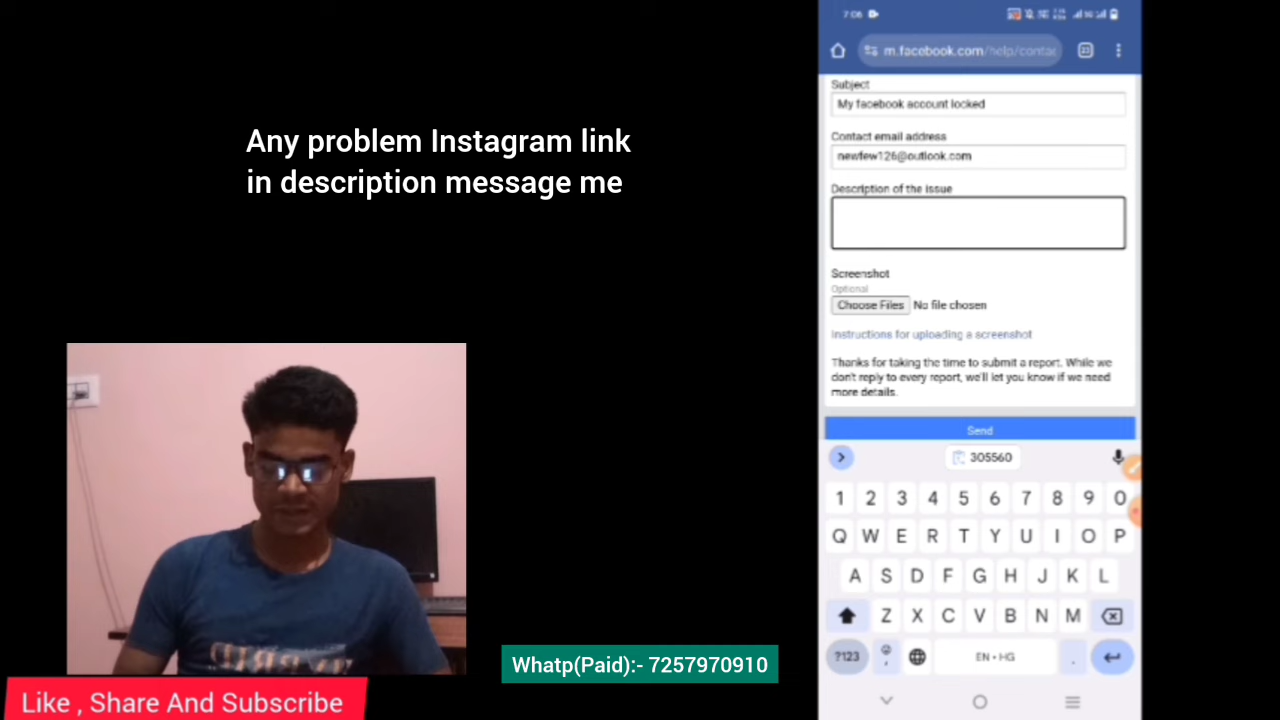 Any problem Instagram link
in description message me
Whatp(Paid):- 7257970910
Like , Share And Subscribe
7:06
m.facebook.com/help/contac
Subject
My facebook account locked
Contact email address
newfew126@outlook.com
Description of the issue
Screenshot
Optional
Choose Files No file chosen
Instructions for uploading a screenshot
Thanks for taking the time to submit a report. While we
don't reply to every report, we'll let you know if we need
more details.
Send
305560
1 2 3 4 5 6 7 8 9 0
Q W E R T Y U I O P
A S D F G H J K L
Z X C V B N M
?123 , EN • HG .